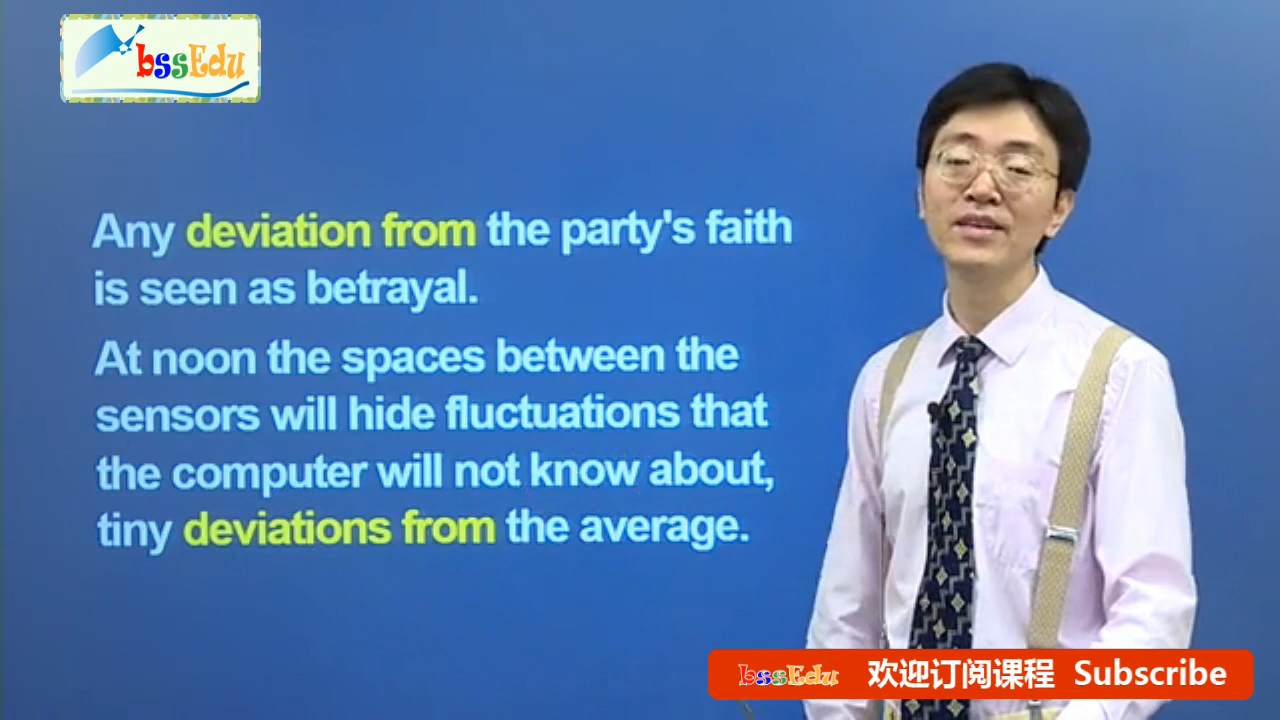 bssEdu
Any deviation from the party's faith
is seen as betrayal.
At noon the spaces between the
sensors will hide fluctuations that
the computer will not know about,
tiny deviations from the average.
bssEdu 欢迎订阅课程 Subscribe